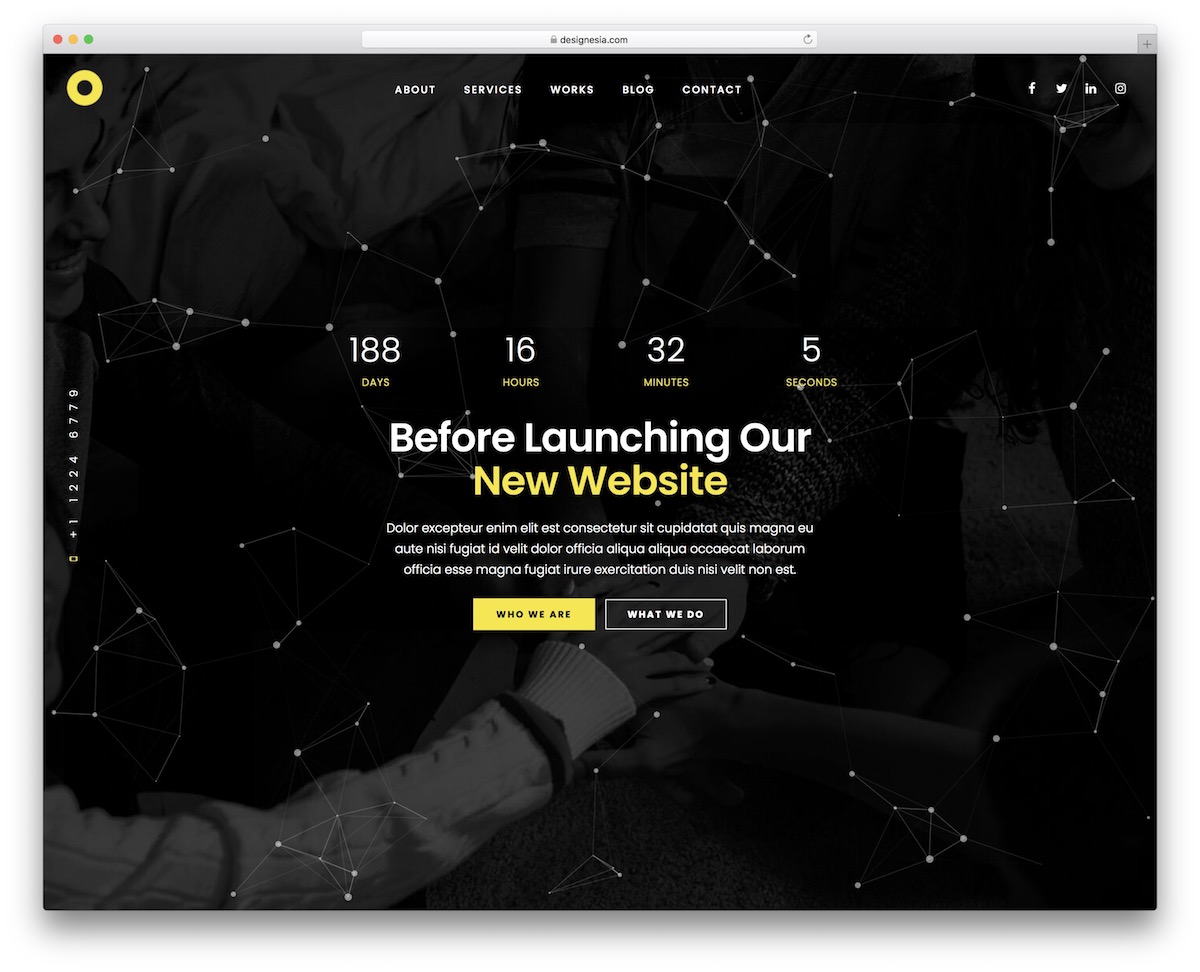 designesia.com
ABOUT SERVICES WORKS BLOG CONTACT
188 16 32 5
DAYS HOURS MINUTES SECONDS
Before Launching Our
New Website
Dolor excepteur enim elit est consectetur sit cupidatat quis magna eu
aute nisi fugiat id velit dolor officia aliqua aliqua occaecat laborum
officia esse magna fugiat irure exercitation duis nisi velit non est.
WHO WE ARE WHAT WE DO
+1 1224 6779